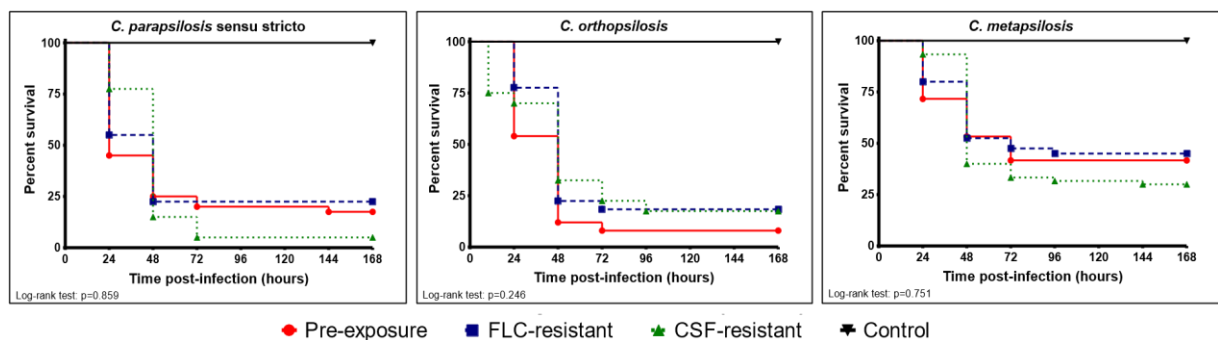 C. parapsilosis sensu stricto
100
75
50
25
0
Percent survival
0 24 48 72 96 120 144 168
Time post-infection (hours)
Log-rank test: p=0.859
C. orthopsilosis
100
75
50
25
0
Percent survival
0 24 48 72 96 120 144 168
Time post-infection (hours)
Log-rank test: p=0.246
C. metapsilosis
100
75
50
25
0
Percent survival
0 24 48 72 96 120 144 168
Time post-infection (hours)
Log-rank test: p=0.751
Pre-exposure FLC-resistant CSF-resistant Control